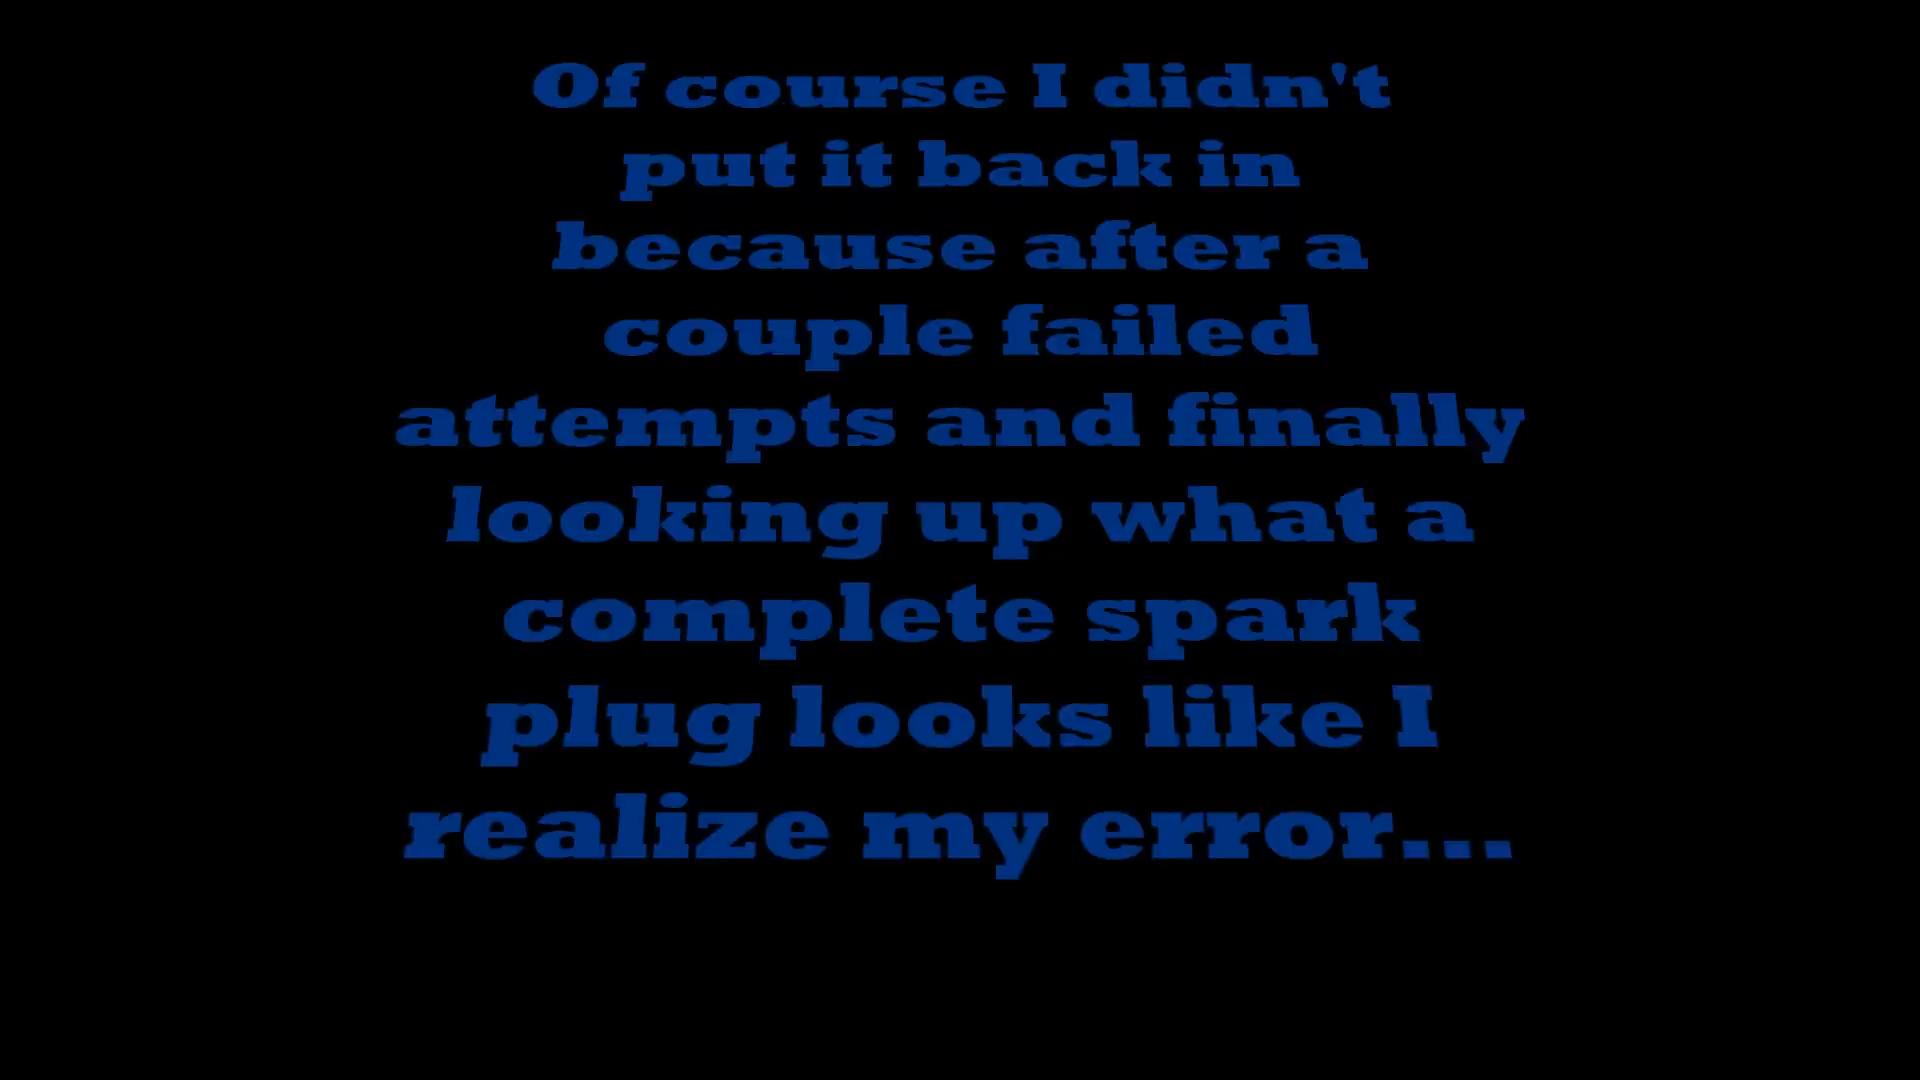 Of course I didn't
put it back in
because after a
couple failed
attempts and finally
looking up what a
complete spark
plug looks like I
realize my error...